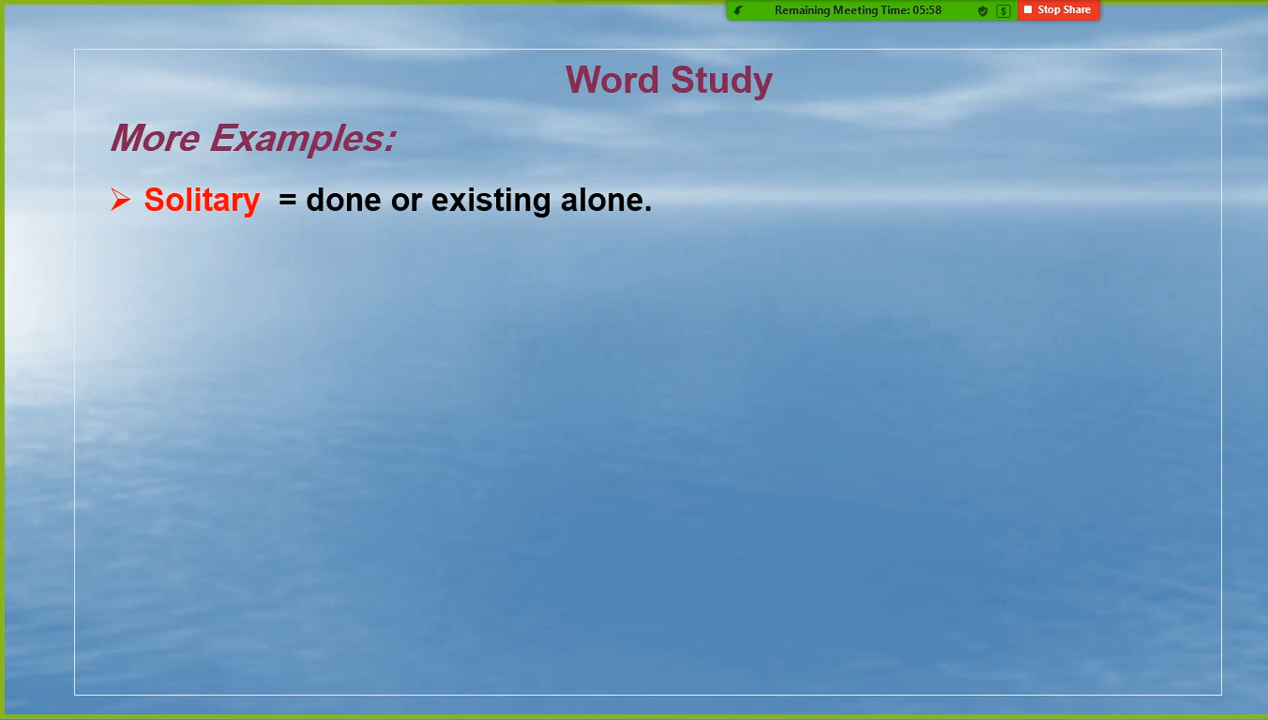 Remaining Meeting Time: 05:58
Stop Share
Word Study
More Examples:
➢ Solitary = done or existing alone.